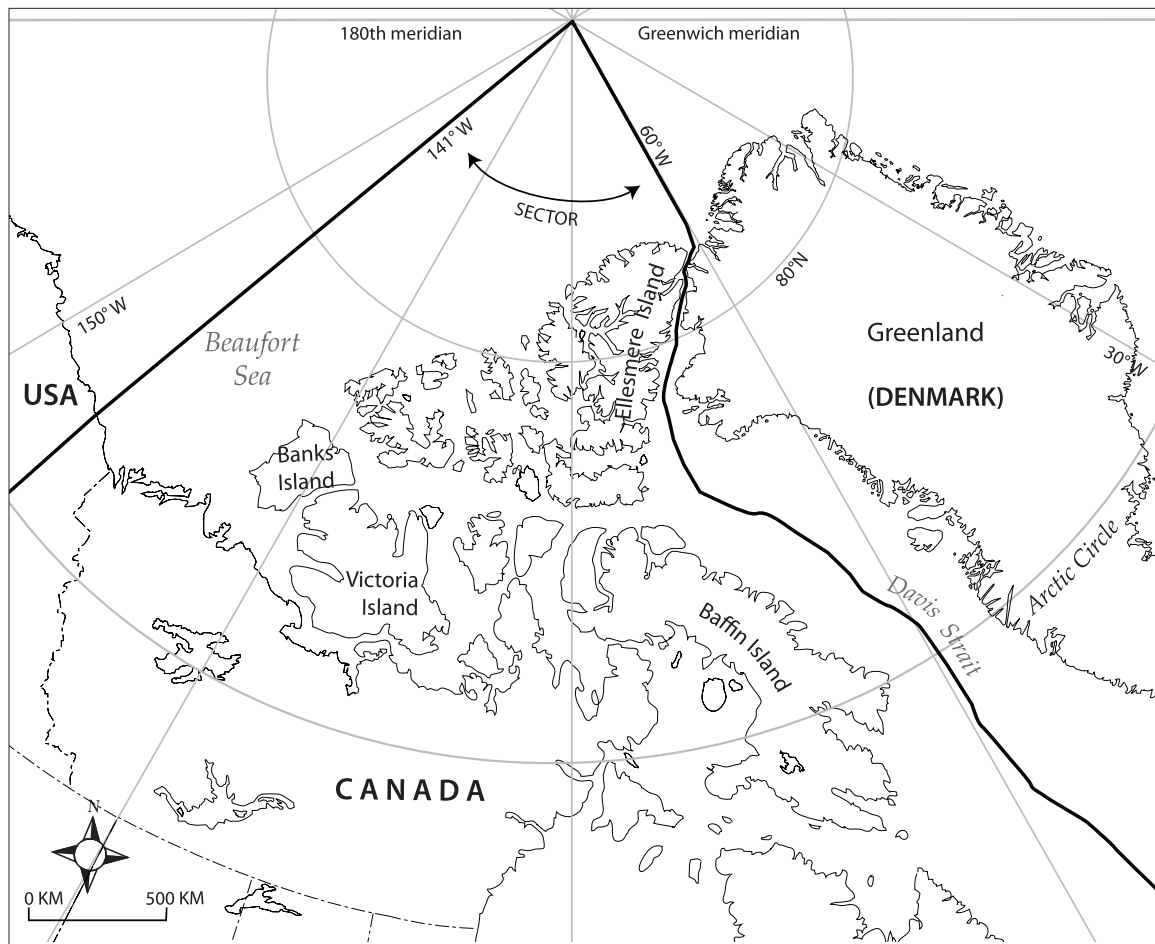 180th meridian
Greenwich meridian
141° W
60° W
SECTOR
80°N
150° W
Beaufort
Sea
Ellesmere Island
Greenland
(DENMARK)
30°W
USA
Banks
Island
Victoria
Island
Baffin Island
Davis Strait
Arctic Circle
CANADA
N
0 KM
500 KM